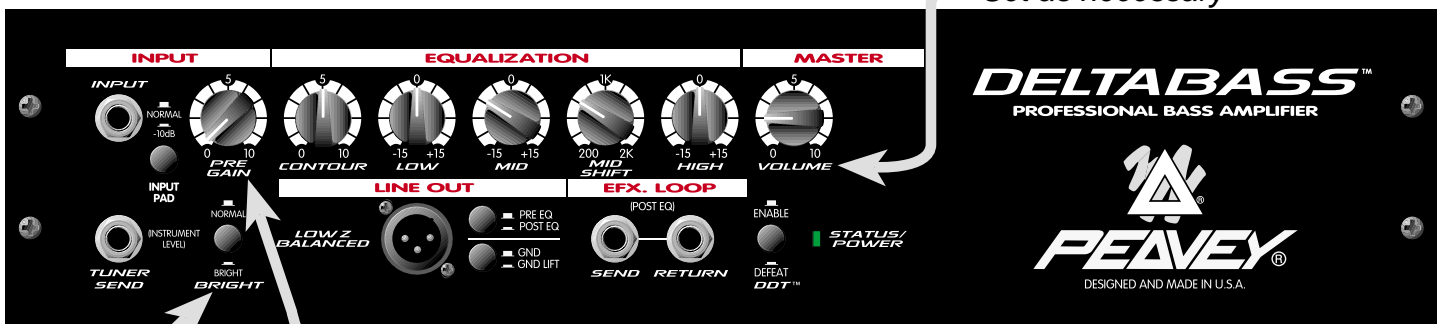 Set as necessary
INPUT
EQUALIZATION
MASTER
INPUT
NORMAL
-10dB
INPUT
PAD
5
0 10
PRE
GAIN
5
0 10
CONTOUR
0
-15 +15
LOW
0
-15 +15
MID
1K
200 2K
MID
SHIFT
0
-15 +15
HIGH
5
0 10
VOLUME
DELTABASS™
PROFESSIONAL BASS AMPLIFIER
(INSTRUMENT
LEVEL)
TUNER
SEND
NORMAL
BRIGHT
BRIGHT
LINE OUT
LOW Z
BALANCED
PRE EQ
POST EQ
GND
GND LIFT
EFX. LOOP
(POST EQ)
SEND RETURN
ENABLE
DEFEAT
DDT™
STATUS/
POWER
PEAVEY®
DESIGNED AND MADE IN U.S.A.